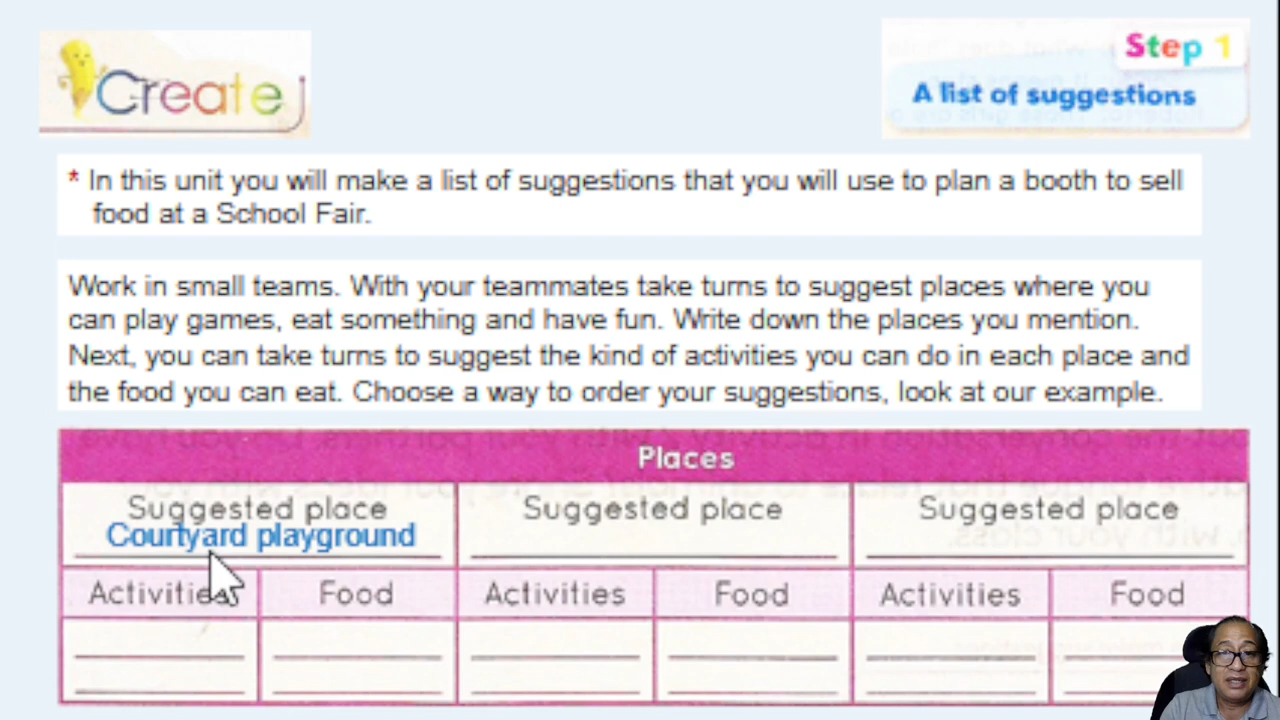 Create
Step 1
A list of suggestions
* In this unit you will make a list of suggestions that you will use to plan a booth to sell
food at a School Fair.
Work in small teams. With your teammates take turns to suggest places where you
can play games, eat something and have fun. Write down the places you mention.
Next, you can take turns to suggest the kind of activities you can do in each place and
the food you can eat. Choose a way to order your suggestions, look at our example.
Places
Suggested place Suggested place Suggested place
Courtyard playground
Activities Food Activities Food Activities Food